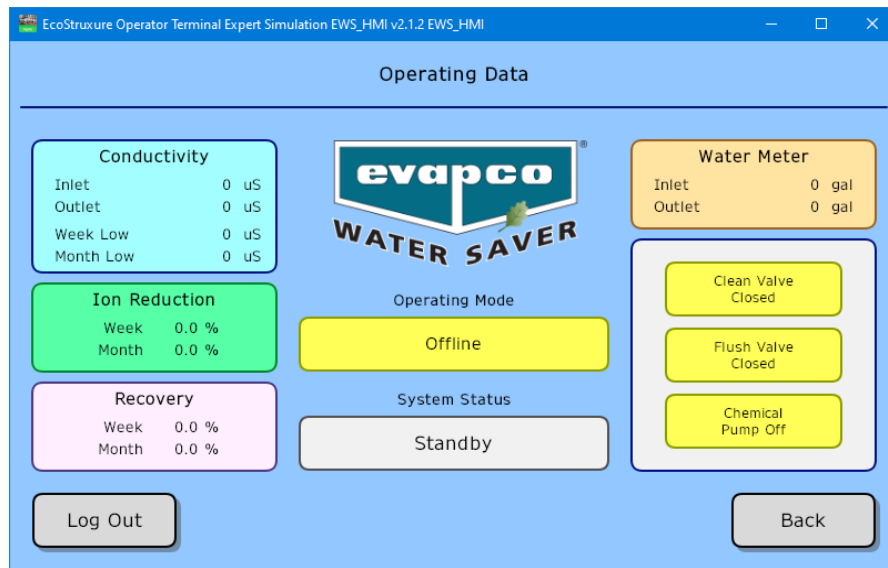 EcoStruxure Operator Terminal Expert Simulation EWS_HMI v2.1.2 EWS_HMI
Operating Data
Conductivity
Inlet 0 uS
Outlet 0 uS
Week Low 0 uS
Month Low 0 uS
Ion Reduction
Week 0.0 %
Month 0.0 %
Recovery
Week 0.0 %
Month 0.0 %
evapco®
WATER SAVER
Operating Mode
Offline
System Status
Standby
Water Meter
Inlet 0 gal
Outlet 0 gal
Clean Valve
Closed
Flush Valve
Closed
Chemical
Pump Off
Log Out
Back